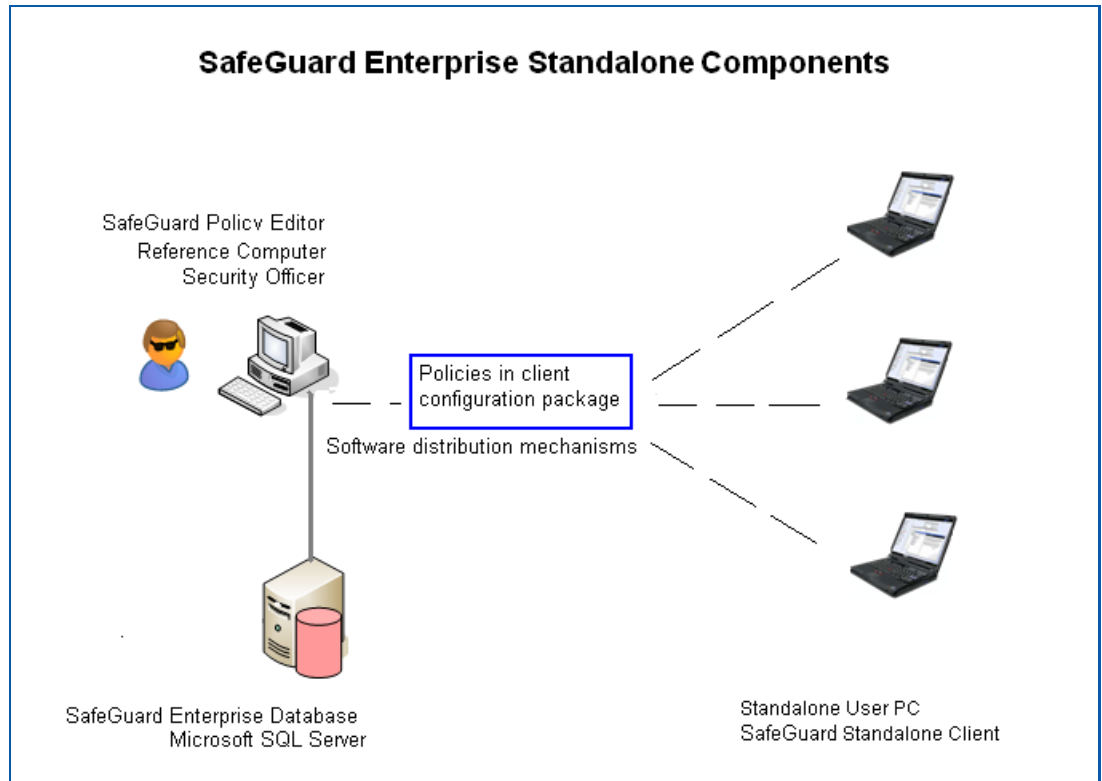 SafeGuard Enterprise Standalone Components
SafeGuard Policy Editor
Reference Computer
Security Officer
Policies in client
configuration package
Software distribution mechanisms
SafeGuard Enterprise Database
Microsoft SQL Server
Standalone User PC
SafeGuard Standalone Client